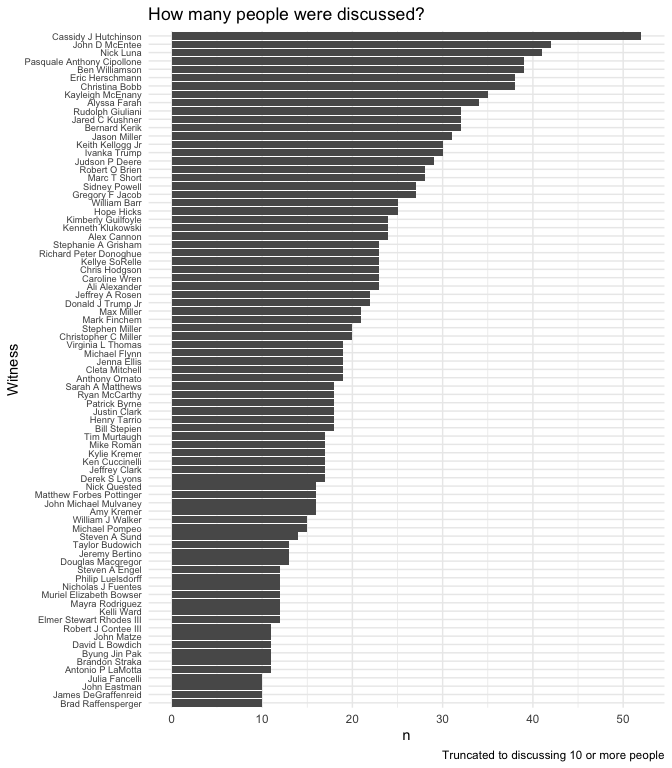 How many people were discussed?
Cassidy J Hutchinson
John D McEntee
Nick Luna
Pasquale Anthony Cipollone
Ben Williamson
Eric Herschmann
Christina Bobb
Kayleigh McEnany
Alyssa Farah
Rudolph Giuliani
Jared C Kushner
Bernard Kerik
Jason Miller
Keith Kellogg Jr
Ivanka Trump
Judson P Deere
Robert O Brien
Marc T Short
Sidney Powell
Gregory F Jacob
William Barr
Hope Hicks
Kimberly Guilfoyle
Kenneth Klukowski
Alex Cannon
Stephanie A Grisham
Richard Peter Donoghue
Kellye SoRelle
Chris Hodgson
Caroline Wren
Ali Alexander
Jeffrey A Rosen
Donald J Trump Jr
Max Miller
Mark Finchem
Stephen Miller
Christopher C Miller
Virginia L Thomas
Michael Flynn
Jenna Ellis
Cleta Mitchell
Anthony Ornato
Sarah A Matthews
Ryan McCarthy
Patrick Byrne
Justin Clark
Henry Tarrio
Bill Stepien
Tim Murtaugh
Mike Roman
Kylie Kremer
Ken Cuccinelli
Jeffrey Clark
Derek S Lyons
Nick Quested
Matthew Forbes Pottinger
John Michael Mulvaney
Amy Kremer
William J Walker
Michael Pompeo
Steven A Sund
Taylor Budowich
Jeremy Bertino
Douglas Macgregor
Steven A Engel
Philip Luelsdorff
Nicholas J Fuentes
Muriel Elizabeth Bowser
Mayra Rodriguez
Kelli Ward
Elmer Stewart Rhodes III
Robert J Contee III
John Matze
David L Bowdich
Byung Jin Pak
Brandon Straka
Antonio P LaMotta
Julia Fancelli
John Eastman
James DeGraffenreid
Brad Raffensperger
Witness
0 10 20 30 40 50
n
Truncated to discussing 10 or more people